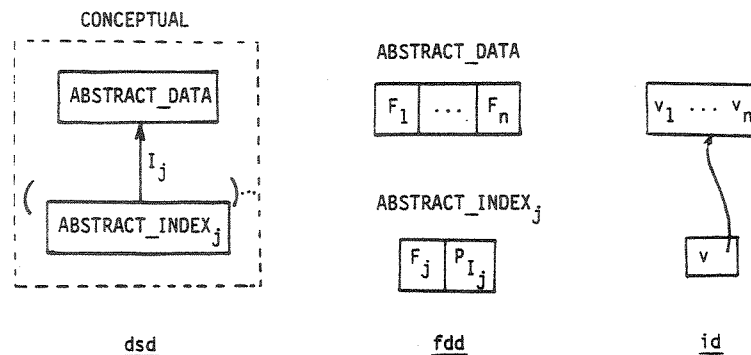 CONCEPTUAL
ABSTRACT_DATA
I_j
( ABSTRACT_INDEX_j )...
dsd
ABSTRACT_DATA
F_1 ... F_n
ABSTRACT_INDEX_j
F_j P_I_j
fdd
v_1 ... v_n
v
id